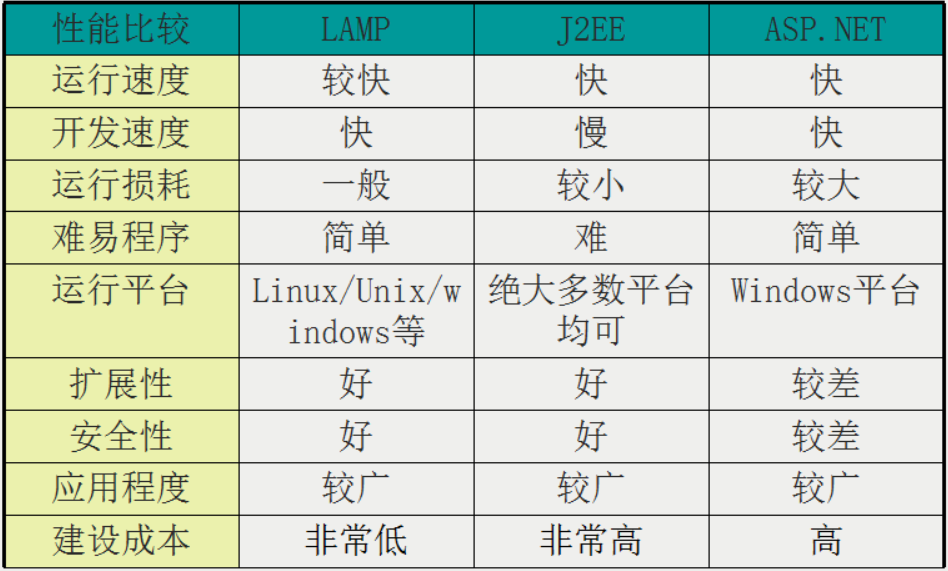 性能比较 LAMP J2EE ASP.NET
运行速度 较快 快 快
开发速度 快 慢 快
运行损耗 一般 较小 较大
难易程序 简单 难 简单
运行平台 Linux/Unix/w 绝大多数平台 Windows平台
indows等 均可
扩展性 好 好 较差
安全性 好 好 较差
应用程度 较广 较广 较广
建设成本 非常低 非常高 高